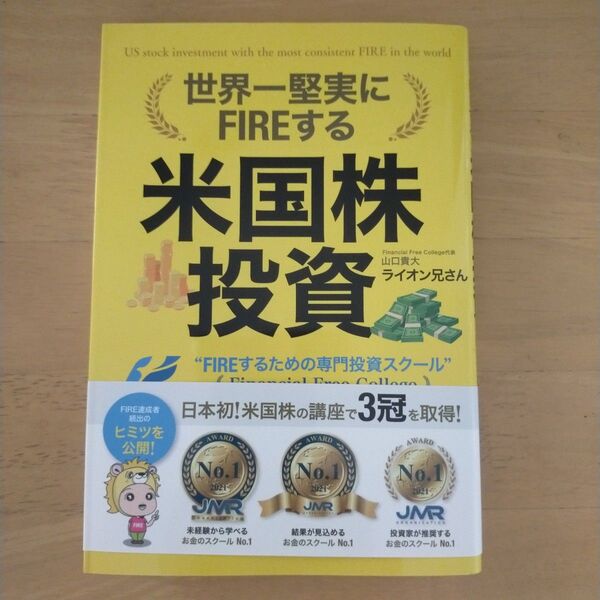 US stock investment with the most consistent FIRE in the world
世界一堅実に
FIREする
米国株
投資
Financial Free College代表
山口貴大
ライオン兄さん
“FIREするための専門投資スクール”
( Financial Free College )
FIRE達成者
続出の
ヒミツを
公開!
日本初!米国株の講座で3冠を取得!
AWARD
No.1
2021
JMR
未経験から学べる
お金のスクール No.1
AWARD
No.1
2021
JMR
結果が見込める
お金のスクール No.1
AWARD
No.1
2021
JMR
ORGANIZATION
投資家が推奨する
お金のスクール No.1
FIRE